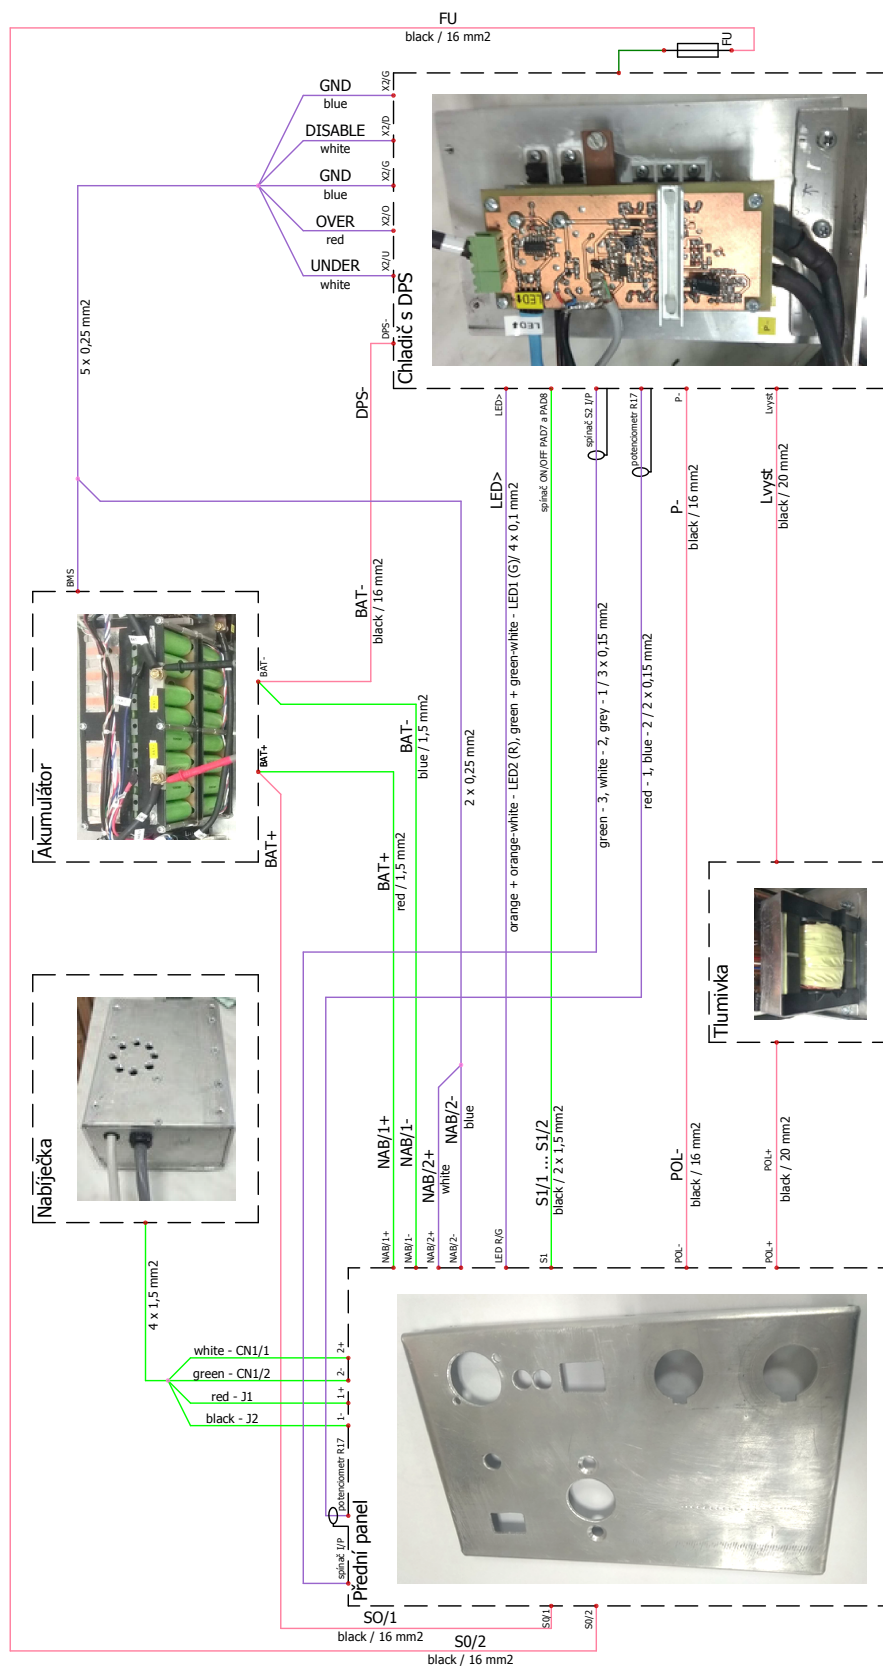 FU
black / 16 mm2
FU
GND
blue
X2/G
DISABLE
white
X2/D
GND
blue
X2/G
OVER
red
X2/O
UNDER
white
X2/U
DPS-
Chladič s DPS
LED
LED
P
5 x 0,25 mm2
DPS-
LED>
spínač ON/OFF PAD7 a PAD8
spínač S2 I/P
potenciometr R17
P-
Lvyst
LED>
orange + orange-white - LED2 (R), green + green-white - LED1 (G)/ 4 x 0,1 mm2
P-
black / 16 mm2
Lvyst
black / 20 mm2
BMS
BAT-
black / 16 mm2
BAT-
BAT+
Akumulátor
BAT-
blue / 1,5 mm2
2 x 0,25 mm2
green - 3, white - 2, grey - 1 / 3 x 0,15 mm2
red - 1, blue - 2 / 2 x 0,15 mm2
BAT+
BAT+
red / 1,5 mm2
Tlumivka
Nabíječka
NAB/1+
NAB/1-
NAB/2+
white
NAB/2-
blue
S1/1 ... S1/2
black / 2 x 1,5 mm2
POL-
black / 16 mm2
POL+
black / 20 mm2
NAB/1+
NAB/1-
NAB/2+
NAB/2-
LED R/G
S1
POL-
POL+
4 x 1,5 mm2
white - CN1/1
2+
green - CN1/2
2-
red - J1
1+
black - J2
1-
potenciometr R17
spínač I/P
Přední panel
SO/1
black / 16 mm2
S0/1
S0/2
S0/2
black / 16 mm2